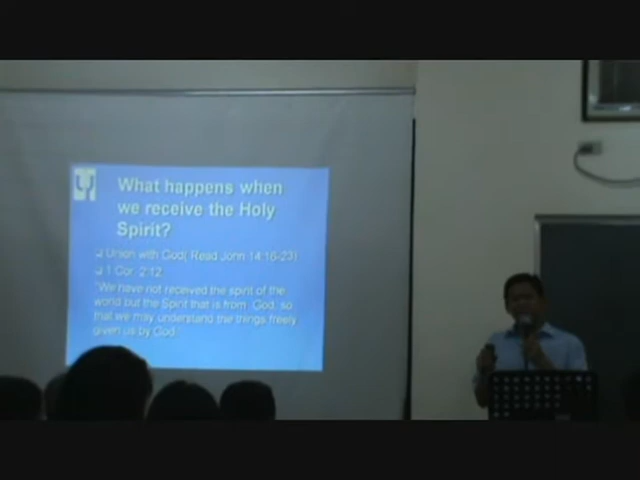 What happens when
we receive the Holy
Spirit?
❑ Union with God( Read John 14:16-23)
❑ 1 Cor. 2:12
"We have not received the spirit of the
world but the Spirit that is from God, so
that we may understand the things freely
given us by God.